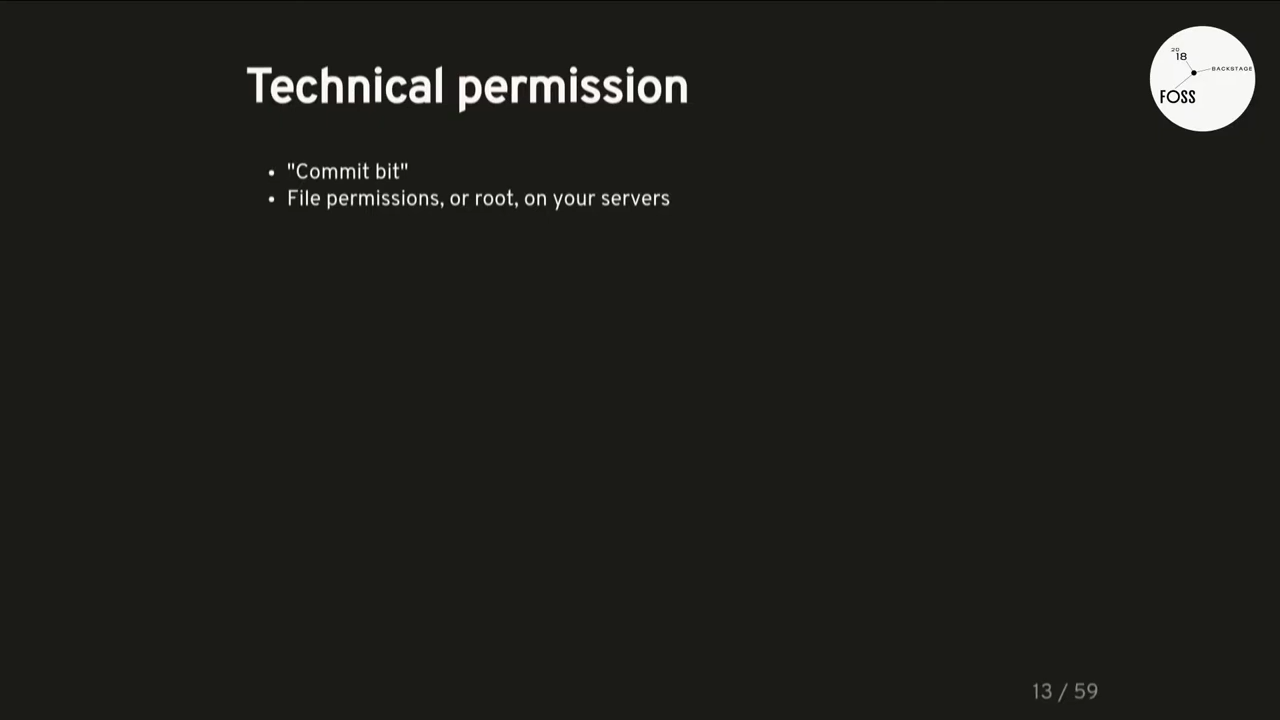 Technical permission
20
18
BACKSTAGE
FOSS
• "Commit bit"
• File permissions, or root, on your servers
13 / 59